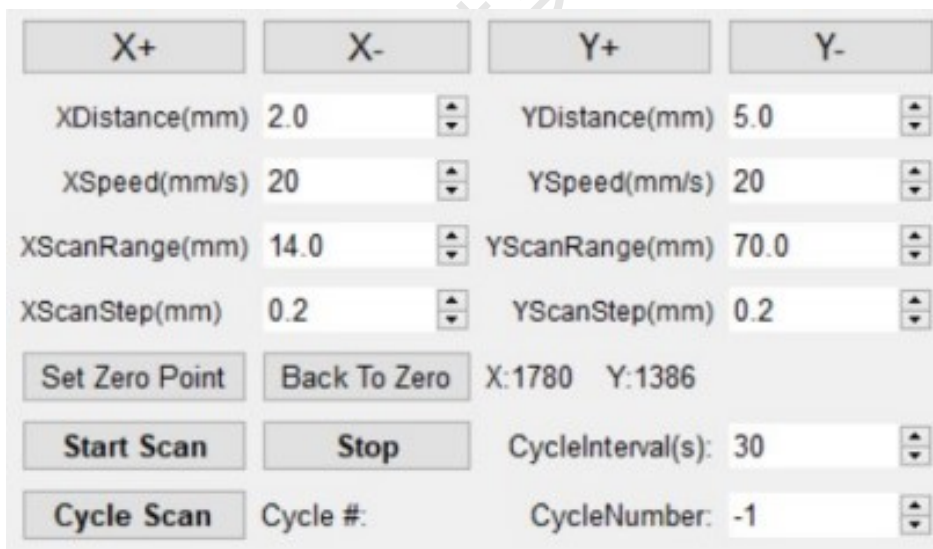 X+ X- Y+ Y-
XDistance(mm) 2.0 YDistance(mm) 5.0
XSpeed(mm/s) 20 YSpeed(mm/s) 20
XScanRange(mm) 14.0 YScanRange(mm) 70.0
XScanStep(mm) 0.2 YScanStep(mm) 0.2
Set Zero Point Back To Zero X:1780 Y:1386
Start Scan Stop CycleInterval(s): 30
Cycle Scan Cycle #: CycleNumber: -1